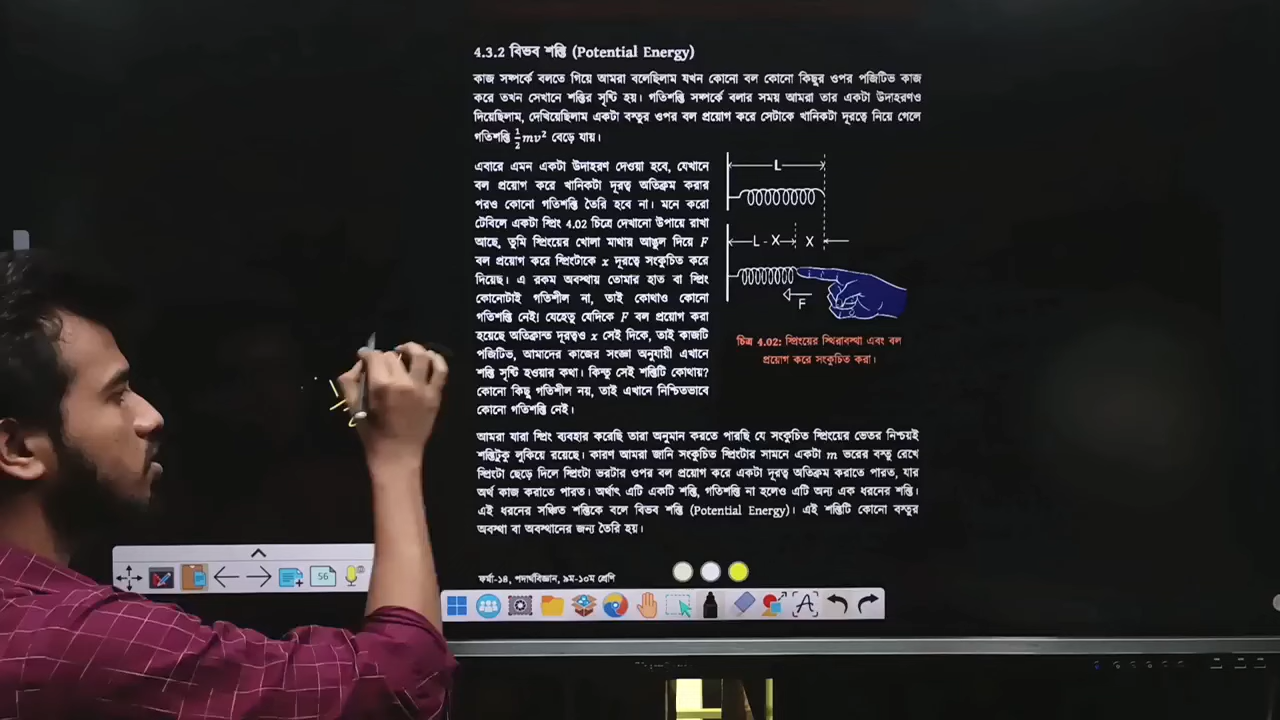 4.3.2 বিভব শক্তি (Potential Energy)
কাজ সম্পর্কে বলতে গিয়ে আমরা বলেছিলাম যখন কোনো বল কোনো কিছুর ওপর পজিটিভ কাজ
করে তখন সেখানে শক্তির সৃষ্টি হয়। গতিশক্তি সম্পর্কে বলার সময় আমরা তার একটা উদাহরণও
দিয়েছিলাম, দেখিয়েছিলাম একটা বস্তুর ওপর বল প্রয়োগ করে সেটাকে খানিকটা দূরত্বে নিয়ে গেলে
গতিশক্তি ½mv² বেড়ে যায়।
এবারে এমন একটা উদাহরণ দেওয়া হবে, যেখানে
বল প্রয়োগ করে খানিকটা দূরত্ব অতিক্রম করার
পরও কোনো গতিশক্তি তৈরি হবে না। মনে করো
টেবিলে একটা স্প্রিং 4.02 চিত্রে দেখানো উপায়ে রাখা
আছে, তুমি স্প্রিংয়ের খোলা মাথায় আঙ্গুল দিয়ে F
বল প্রয়োগ করে স্প্রিংটাকে x দূরত্বে সংকুচিত করে
দিয়েছ। এ রকম অবস্থায় তোমার হাত বা স্প্রিং
কোনোটাই গতিশীল না, তাই কোথাও কোনো
গতিশক্তি নেই! যেহেতু যেদিকে F বল প্রয়োগ করা
হয়েছে অতিক্রান্ত দূরত্বও x সেই দিকে, তাই কাজটি
পজিটিভ, আমাদের কাজের সংজ্ঞা অনুযায়ী এখানে
শক্তি সৃষ্টি হওয়ার কথা। কিন্তু সেই শক্তিটি কোথায়?
কোনো কিছু গতিশীল নয়, তাই এখানে নিশ্চিতভাবে
কোনো গতিশক্তি নেই।
L
L - X
X
F
চিত্র 4.02: স্প্রিংয়ের স্থিরাবস্থা এবং বল
প্রয়োগ করে সংকুচিত করা।
আমরা যারা স্প্রিং ব্যবহার করেছি তারা অনুমান করতে পারছি যে সংকুচিত স্প্রিংয়ের ভেতর নিশ্চয়ই
শক্তিটুকু লুকিয়ে রয়েছে। কারণ আমরা জানি সংকুচিত স্প্রিংটার সামনে একটা m ভরের বস্তু রেখে
স্প্রিংটা ছেড়ে দিলে স্প্রিংটা ভরটার ওপর বল প্রয়োগ করে একটা দূরত্ব অতিক্রম করাতে পারত, যার
অর্থ কাজ করাতে পারত। অর্থাৎ এটি একটি শক্তি, গতিশক্তি না হলেও এটি অন্য এক ধরনের শক্তি।
এই ধরনের সঞ্চিত শক্তিকে বলে বিভব শক্তি (Potential Energy)। এই শক্তিটি কোনো বস্তুর
অবস্থা বা অবস্থানের জন্য তৈরি হয়।
ফর্মা-১৪, পদার্থবিজ্ঞান, ৯ম-১০ম শ্রেণি
56
A